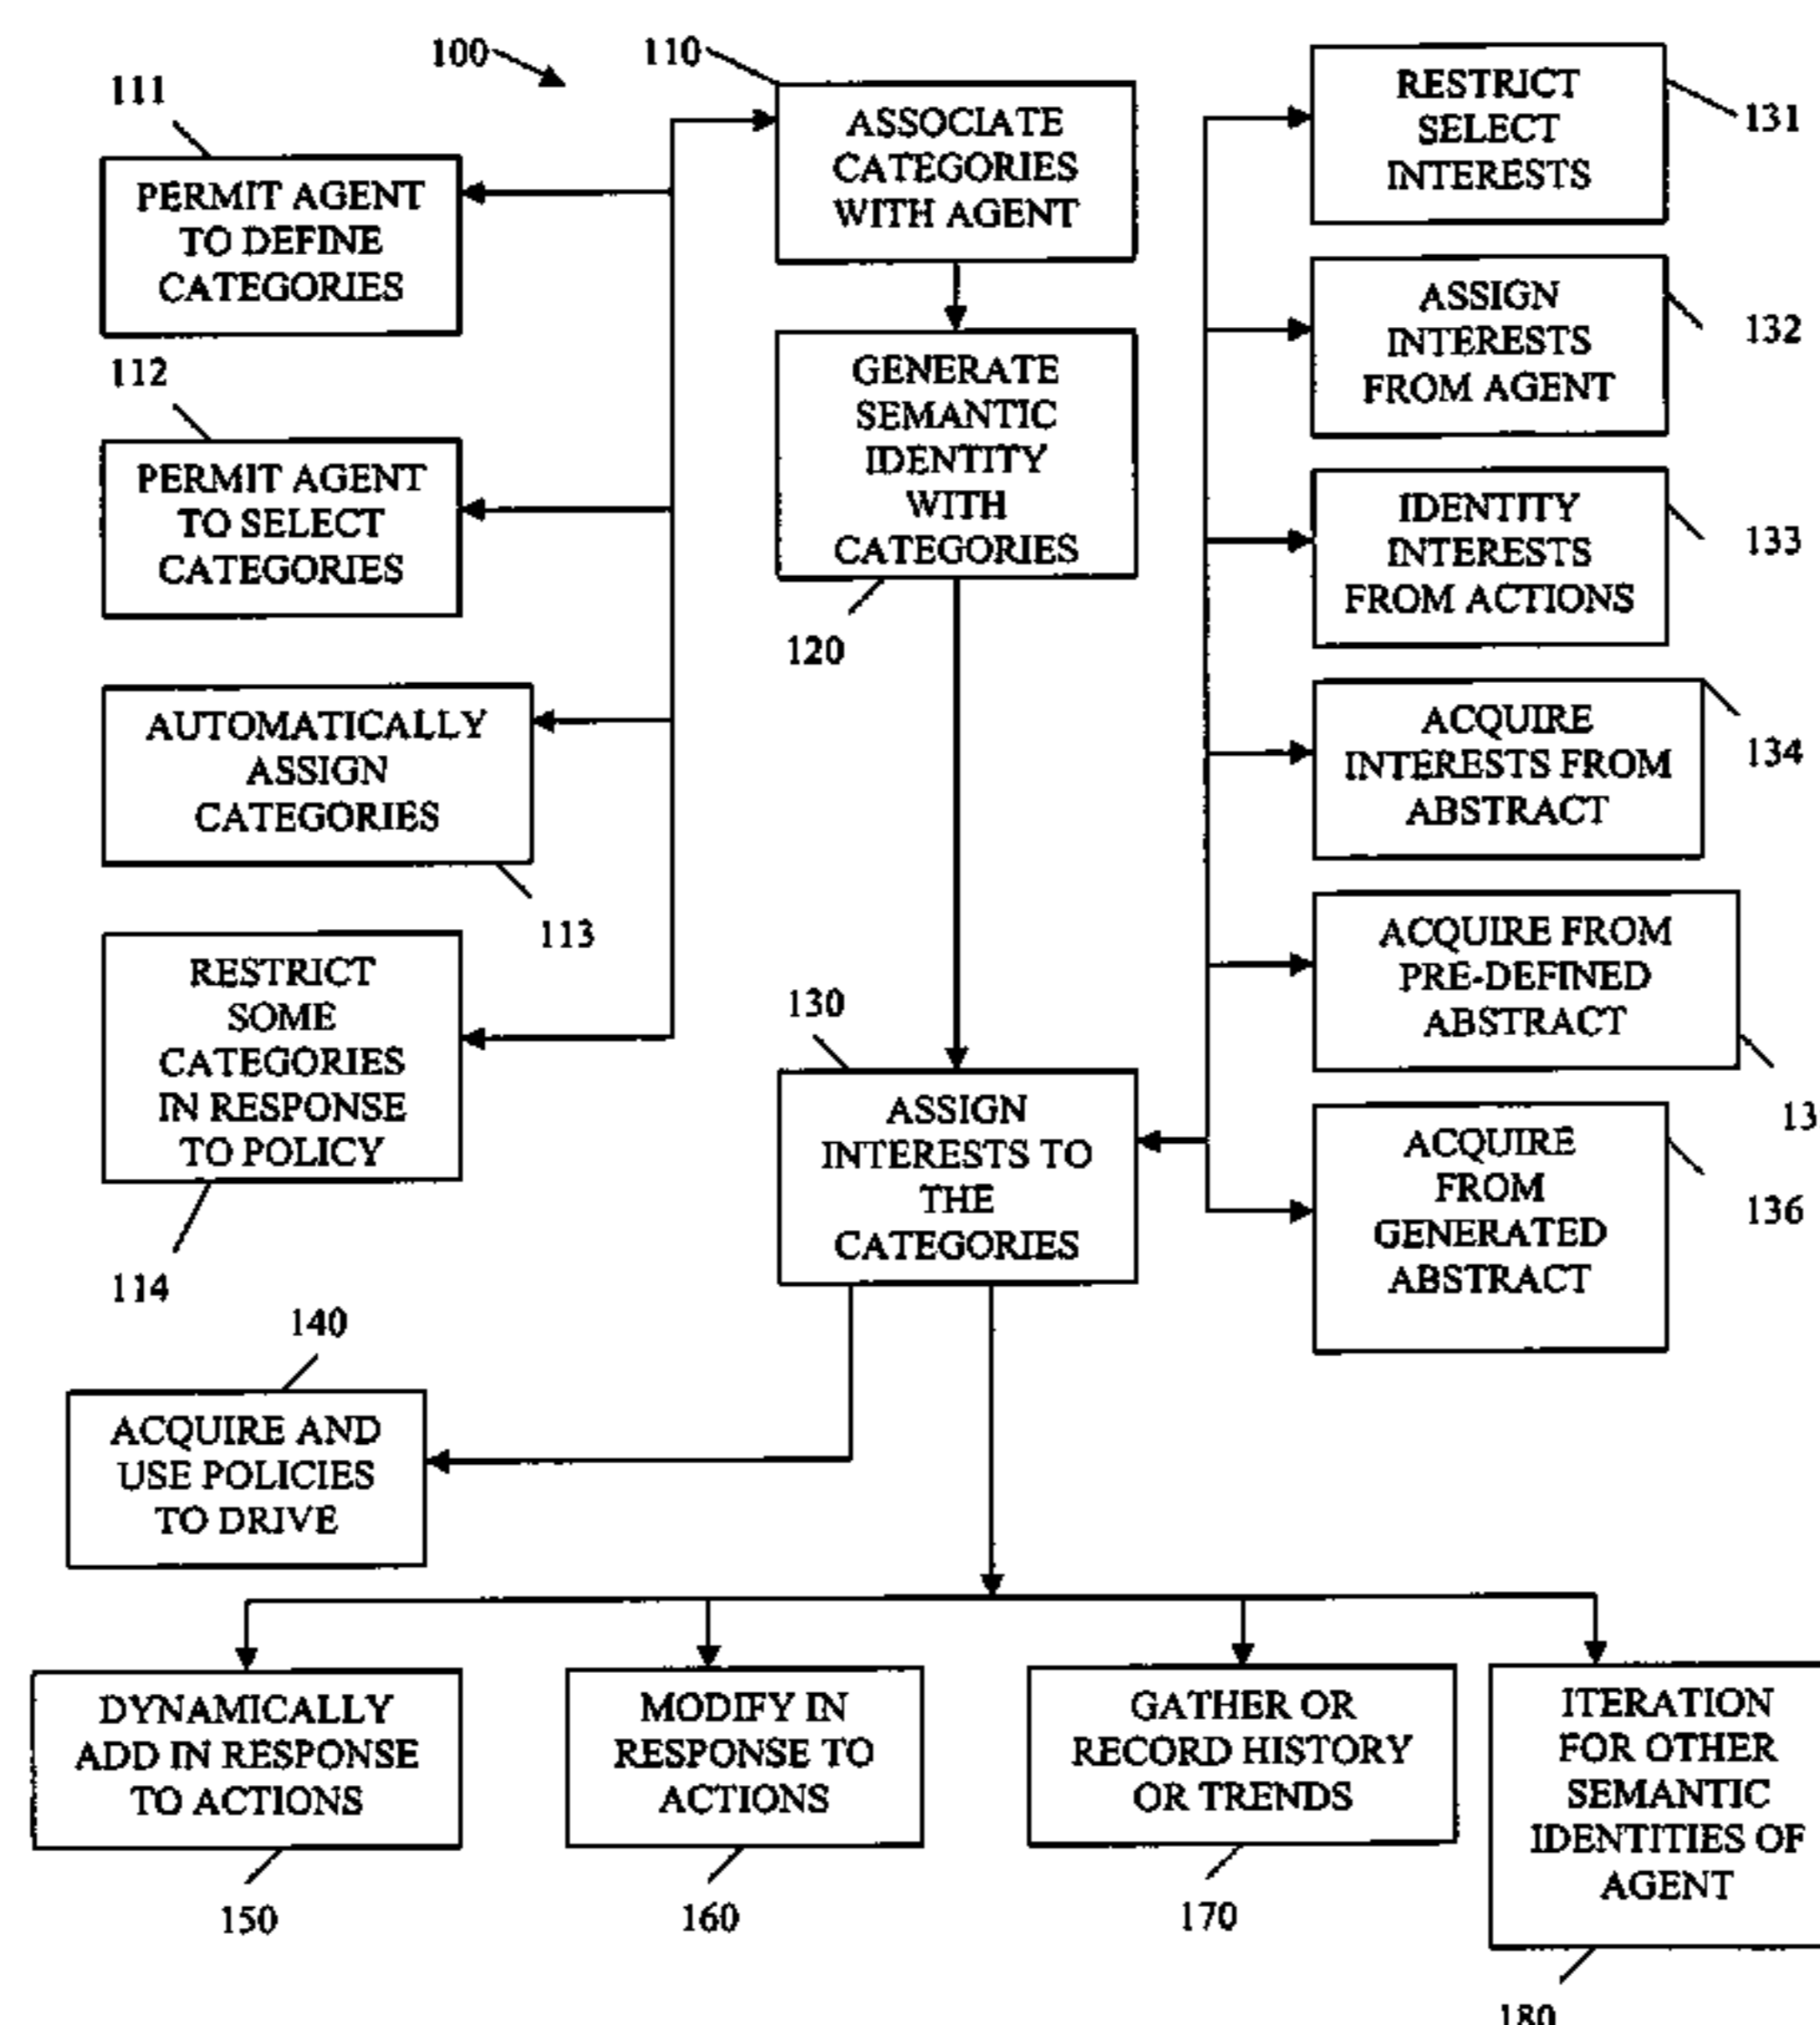 100
110
ASSOCIATE
CATEGORIES
WITH AGENT
111
PERMIT AGENT
TO DEFINE
CATEGORIES
112
PERMIT AGENT
TO SELECT
CATEGORIES
AUTOMATICALLY
ASSIGN
CATEGORIES
113
RESTRICT
SOME
CATEGORIES
IN RESPONSE
TO POLICY
114
GENERATE
SEMANTIC
IDENTITY
WITH
CATEGORIES
120
130
ASSIGN
INTERESTS TO
THE
CATEGORIES
RESTRICT
SELECT
INTERESTS
131
ASSIGN
INTERESTS
FROM AGENT
132
IDENTITY
INTERESTS
FROM ACTIONS
133
ACQUIRE
INTERESTS FROM
ABSTRACT
134
ACQUIRE FROM
PRE-DEFINED
ABSTRACT
13
ACQUIRE
FROM
GENERATED
ABSTRACT
136
140
ACQUIRE AND
USE POLICIES
TO DRIVE
DYNAMICALLY
ADD IN RESPONSE
TO ACTIONS
150
MODIFY IN
RESPONSE TO
ACTIONS
160
GATHER OR
RECORD HISTORY
OR TRENDS
170
ITERATION
FOR OTHER
SEMANTIC
IDENTITIES OF
AGENT
180